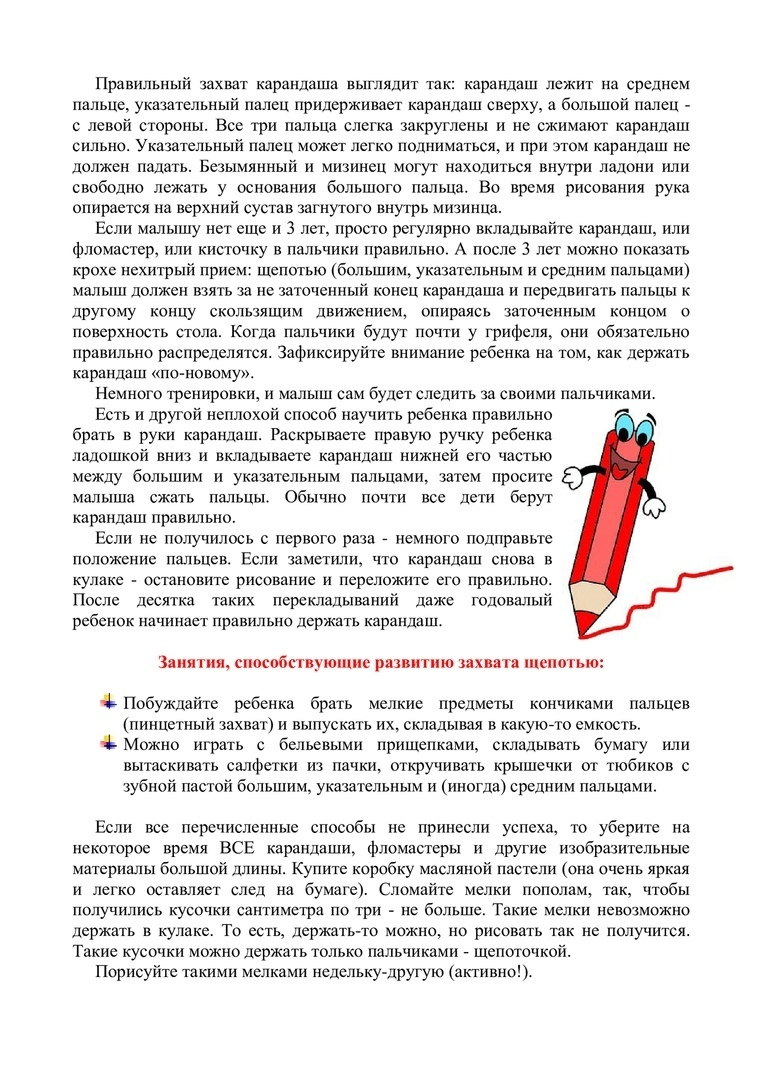 Правильный захват карандаша выглядит так: карандаш лежит на среднем
пальце, указательный палец придерживает карандаш сверху, а большой палец -
с левой стороны. Все три пальца слегка закруглены и не сжимают карандаш
сильно. Указательный палец может легко подниматься, и при этом карандаш не
должен падать. Безымянный и мизинец могут находиться внутри ладони или
свободно лежать у основания большого пальца. Во время рисования рука
опирается на верхний сустав загнутого внутрь мизинца.
Если малышу нет еще и 3 лет, просто регулярно вкладывайте карандаш, или
фломастер, или кисточку в пальчики правильно. А после 3 лет можно показать
крохе нехитрый прием: щепотью (большим, указательным и средним пальцами)
малыш должен взять за не заточенный конец карандаша и передвигать пальцы к
другому концу скользящим движением, опираясь заточенным концом о
поверхность стола. Когда пальчики будут почти у грифеля, они обязательно
правильно распределятся. Зафиксируйте внимание ребенка на том, как держать
карандаш «по-новому».
Немного тренировки, и малыш сам будет следить за своими пальчиками.
Есть и другой неплохой способ научить ребенка правильно
брать в руки карандаш. Раскрываете правую ручку ребенка
ладошкой вниз и вкладываете карандаш нижней его частью
между большим и указательным пальцами, затем просите
малыша сжать пальцы. Обычно почти все дети берут
карандаш правильно.
Если не получилось с первого раза - немного подправьте
положение пальцев. Если заметили, что карандаш снова в
кулаке - остановите рисование и переложите его правильно.
После десятка таких перекладываний даже годовалый
ребенок начинает правильно держать карандаш.
Занятия, способствующие развитию захвата щепотью:
Побуждайте ребенка брать мелкие предметы кончиками пальцев
(пинцетный захват) и выпускать их, складывая в какую-то емкость.
Можно играть с бельевыми прищепками, складывать бумагу или
вытаскивать салфетки из пачки, откручивать крышечки от тюбиков с
зубной пастой большим, указательным и (иногда) средним пальцами.
Если все перечисленные способы не принесли успеха, то уберите на
некоторое время ВСЕ карандаши, фломастеры и другие изобразительные
материалы большой длины. Купите коробку масляной пастели (она очень яркая
и легко оставляет след на бумаге). Сломайте мелки пополам, так, чтобы
получились кусочки сантиметра по три - не больше. Такие мелки невозможно
держать в кулаке. То есть, держать-то можно, но рисовать так не получится.
Такие кусочки можно держать только пальчиками - щепоточкой.
Порисуйте такими мелками недельку-другую (активно!).